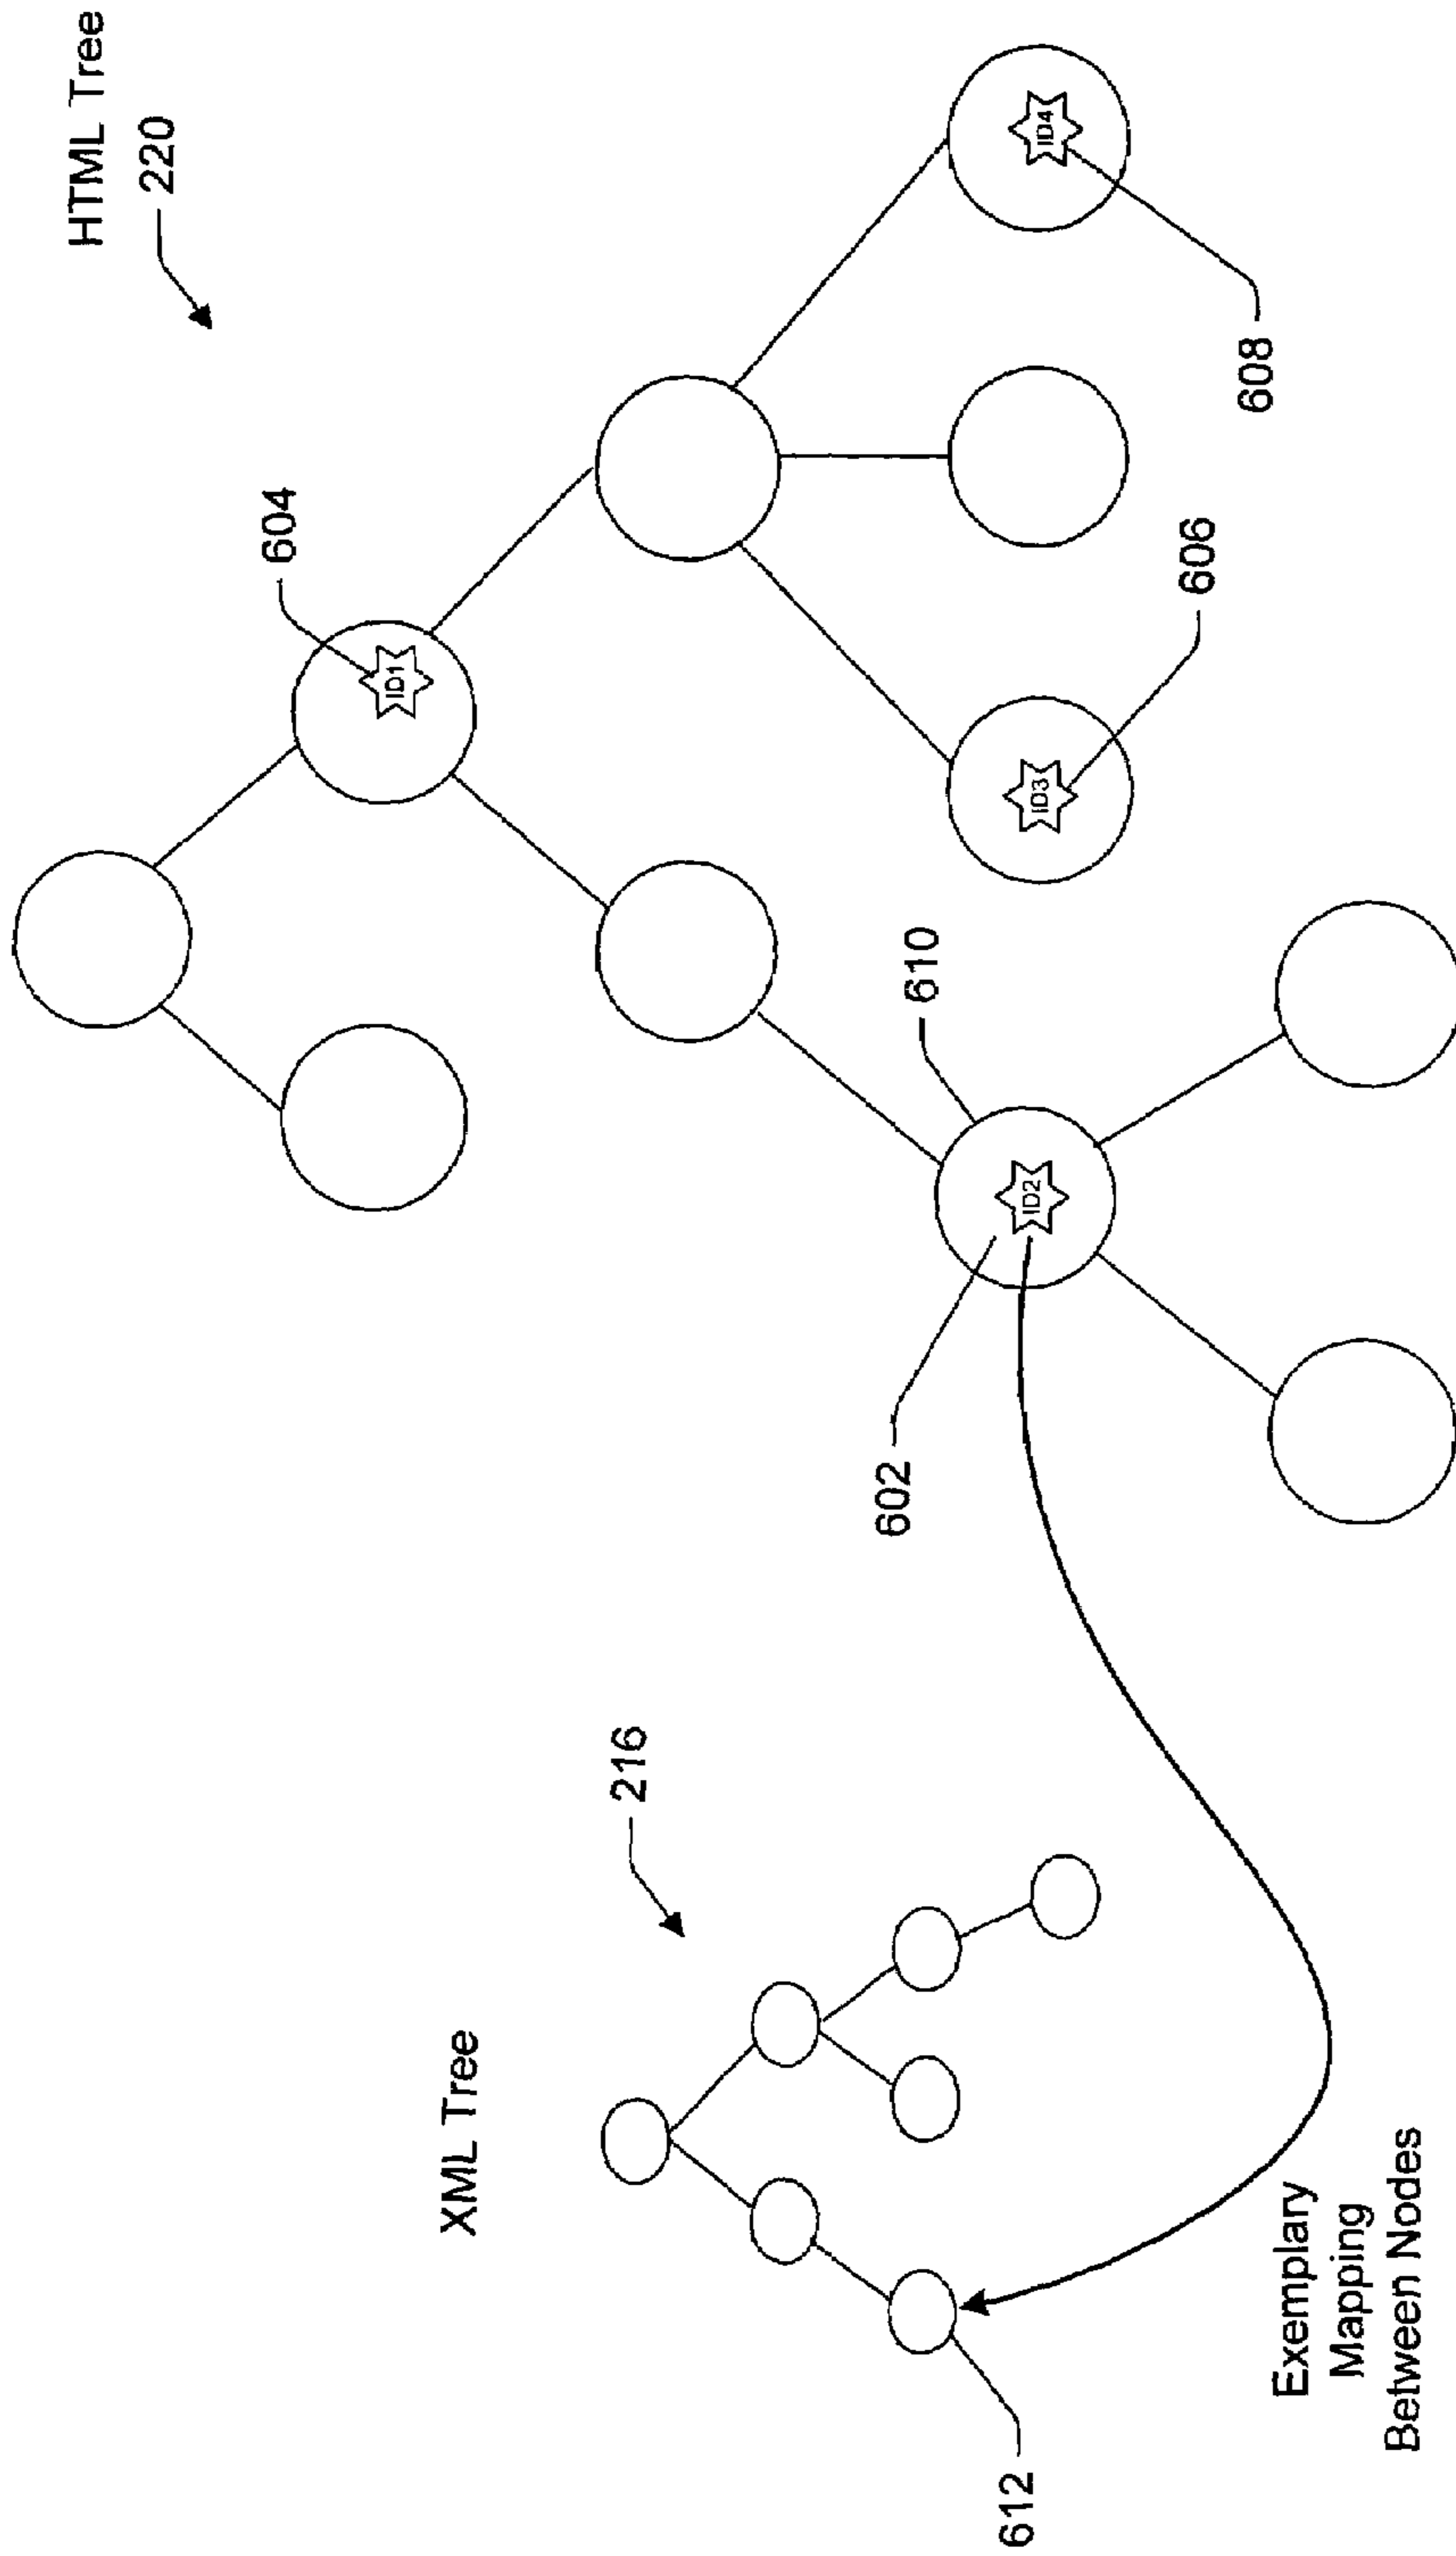 HTML Tree
220
604
ID1
ID4
608
606
ID3
610
ID2
602
216
XML Tree
612
Exemplary
Mapping
Between Nodes